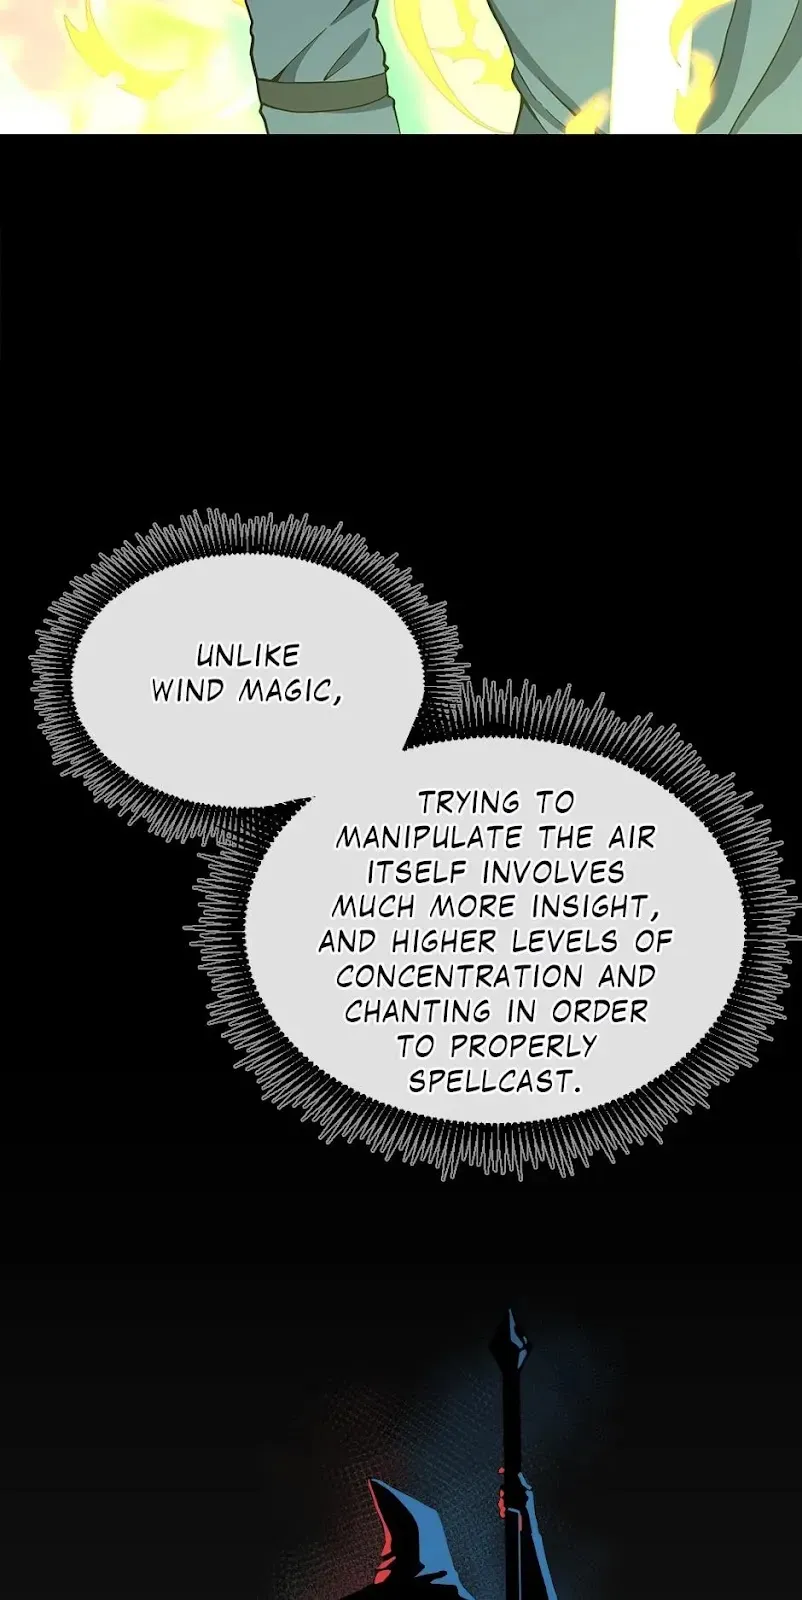 UNLIKE
WIND MAGIC,
TRYING TO
MANIPULATE THE AIR
ITSELF INVOLVES
MUCH MORE INSIGHT,
AND HIGHER LEVELS OF
CONCENTRATION AND
CHANTING IN ORDER
TO PROPERLY
SPELLCAST.